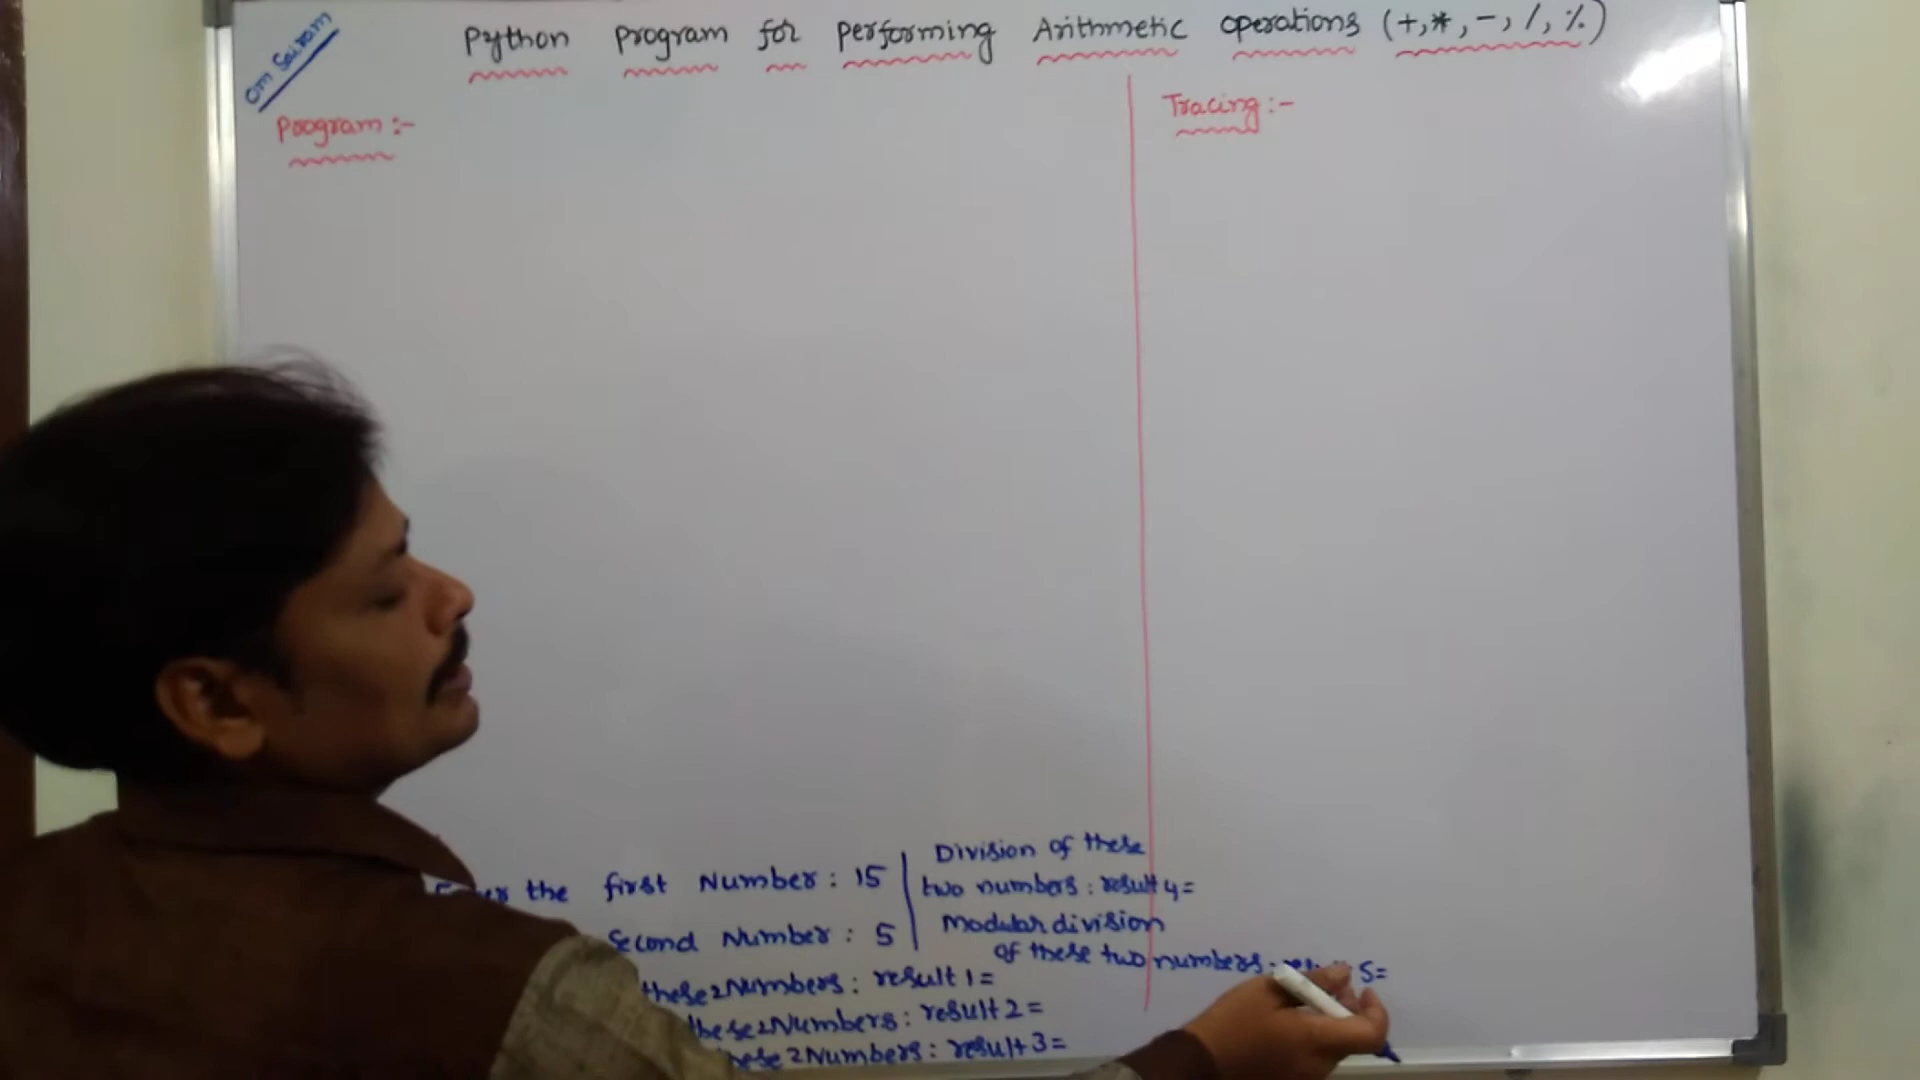 Om Sairam
Python program for performing Arithmetic operations (+,*,-,/,%)
Program:-
Tracing:-
the first Number: 15
Second Number: 5
these 2 Numbers: result 1=
these 2 Numbers: result 2=
these 2 Numbers: result 3=
Division of these
two numbers: result 4=
Modular division
of these two numbers: 5=